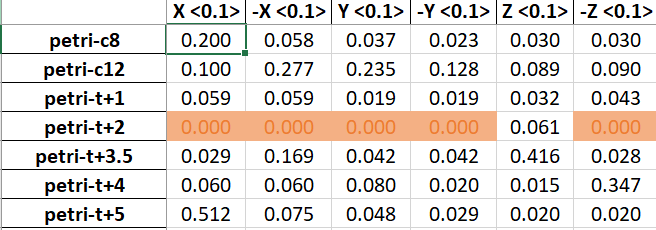 X <0.1> -X <0.1> Y <0.1> -Y <0.1> Z <0.1> -Z <0.1>
petri-c8 0.200 0.058 0.037 0.023 0.030 0.030
petri-c12 0.100 0.277 0.235 0.128 0.089 0.090
petri-t+1 0.059 0.059 0.019 0.019 0.032 0.043
petri-t+2 0.000 0.000 0.000 0.000 0.061 0.000
petri-t+3.5 0.029 0.169 0.042 0.042 0.416 0.028
petri-t+4 0.060 0.060 0.080 0.020 0.015 0.347
petri-t+5 0.512 0.075 0.048 0.029 0.020 0.020